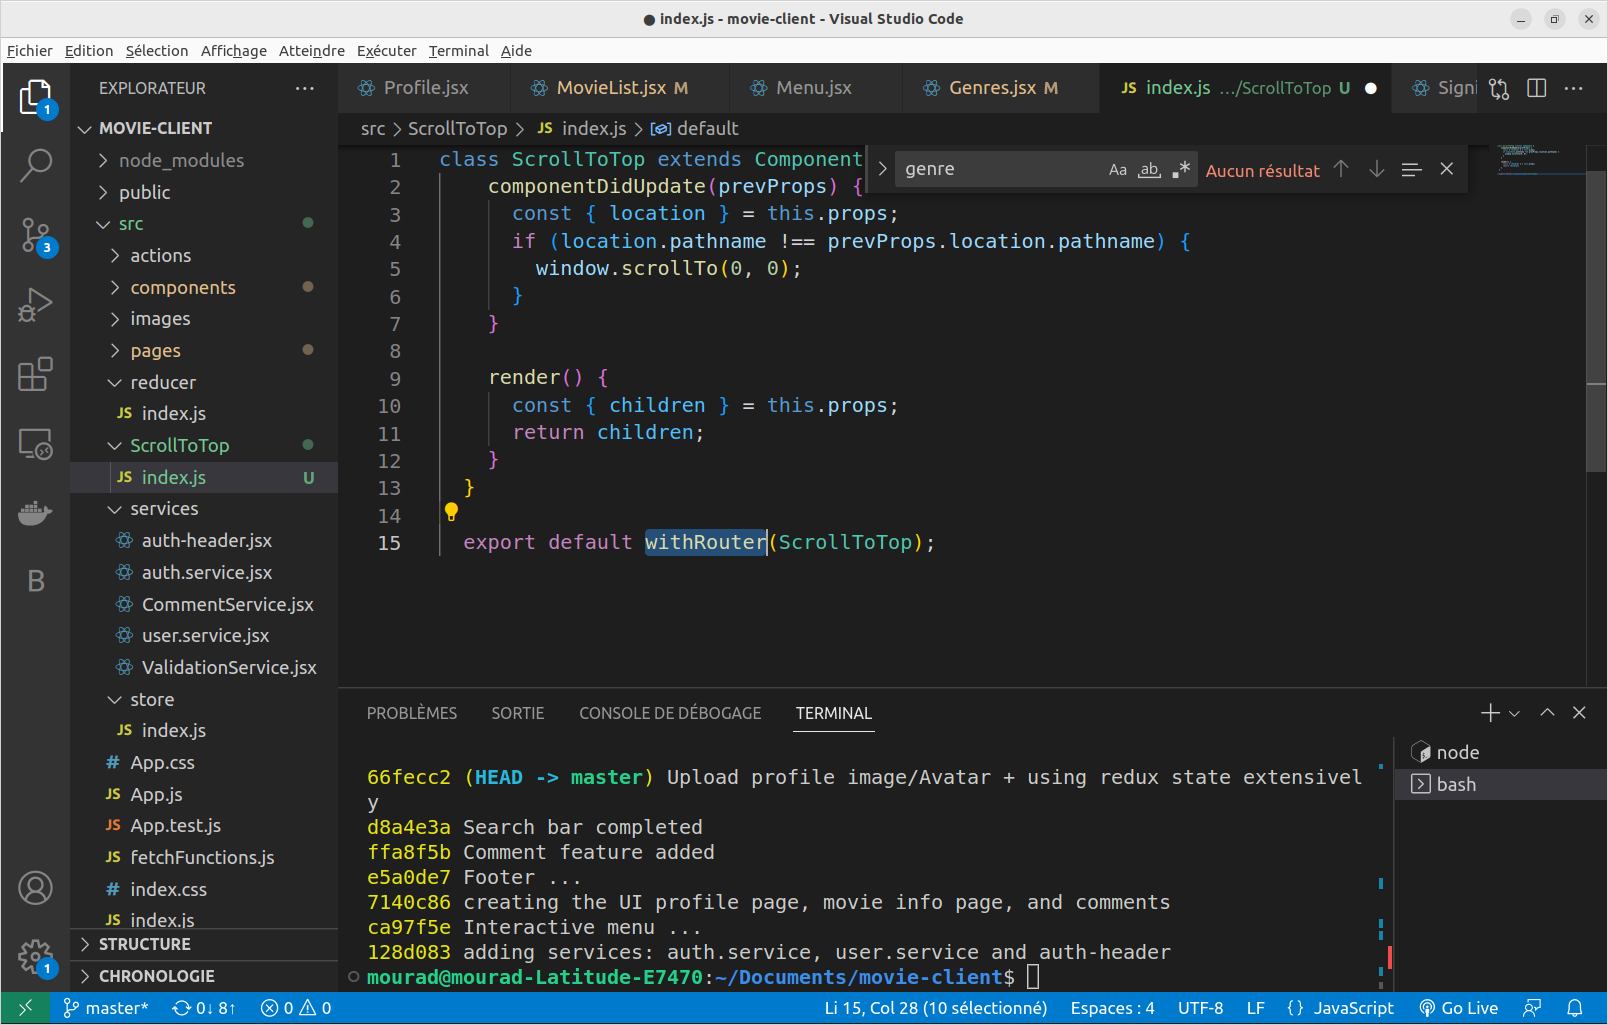 ● index.js - movie-client - Visual Studio Code
Fichier Edition Sélection Affichage Atteindre Exécuter Terminal Aide
EXPLORATEUR ...
Profile.jsx
MovieList.jsx M
Menu.jsx
Genres.jsx M
JS index.js .../ScrollToTop U
Signi
1
3
1
B
MOVIE-CLIENT
node_modules
public
src
actions
components
images
pages
reducer
JS index.js
ScrollToTop
JS index.js U
services
auth-header.jsx
auth.service.jsx
CommentService.jsx
user.service.jsx
ValidationService.jsx
store
JS index.js
# App.css
JS App.js
JS App.test.js
JS fetchFunctions.js
# index.css
JS index.js
STRUCTURE
CHRONOLOGIE
src > ScrollToTop > JS index.js > default
genre Aa ab .* Aucun résultat
1 class ScrollToTop extends Component
2 componentDidUpdate(prevProps) {
3 const { location } = this.props;
4 if (location.pathname !== prevProps.location.pathname) {
5 window.scrollTo(0, 0);
6 }
7 }
8
9 render() {
10 const { children } = this.props;
11 return children;
12 }
13 }
14
15 export default withRouter(ScrollToTop);
PROBLÈMES SORTIE CONSOLE DE DÉBOGAGE TERMINAL
66fecc2 (HEAD -> master) Upload profile image/Avatar + using redux state extensivel
y
d8a4e3a Search bar completed
ffa8f5b Comment feature added
e5a0de7 Footer ...
7140c86 creating the UI profile page, movie info page, and comments
ca97f5e Interactive menu ...
128d083 adding services: auth.service, user.service and auth-header
mourad@mourad-Latitude-E7470:~/Documents/movie-client$
node
bash
master* 0↓ 8↑ 0 0 Li 15, Col 28 (10 sélectionné) Espaces : 4 UTF-8 LF {} JavaScript Go Live